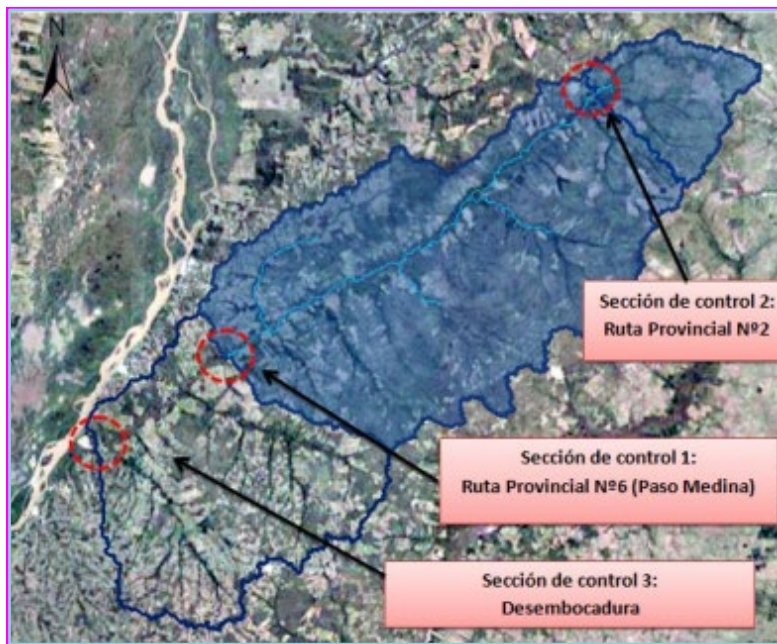 N
Sección de control 2:
Ruta Provincial Nº2
Sección de control 1:
Ruta Provincial Nº6 (Paso Medina)
Sección de control 3:
Desembocadura